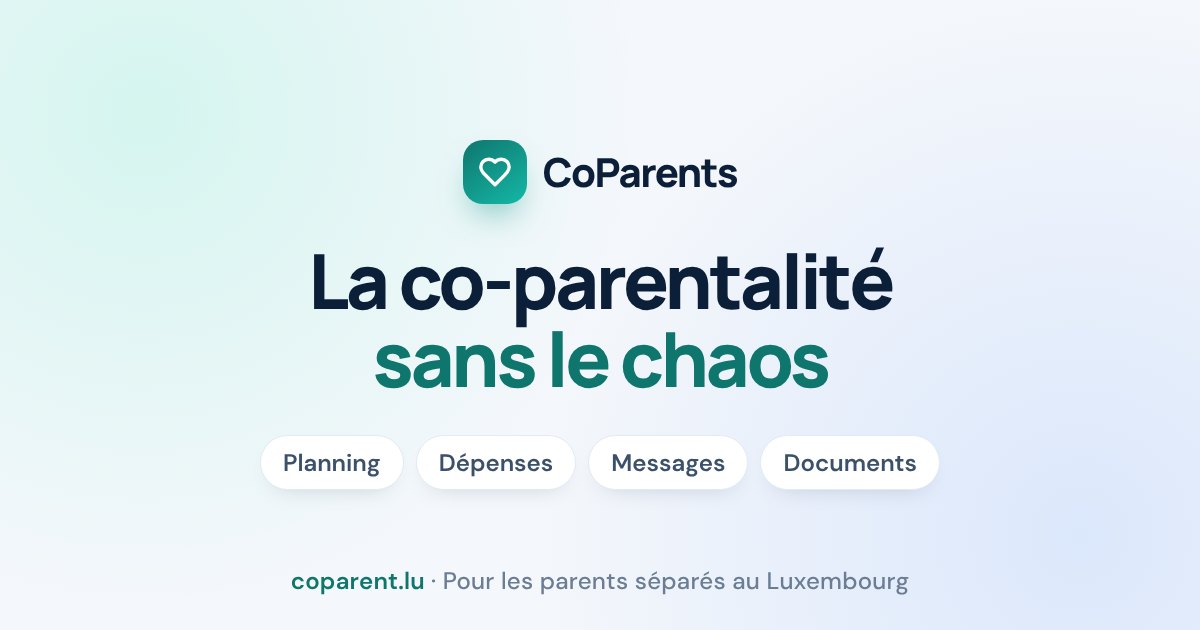 CoParents
La co-parentalité
sans le chaos
Planning Dépenses Messages Documents
coparent.lu · Pour les parents séparés au Luxembourg